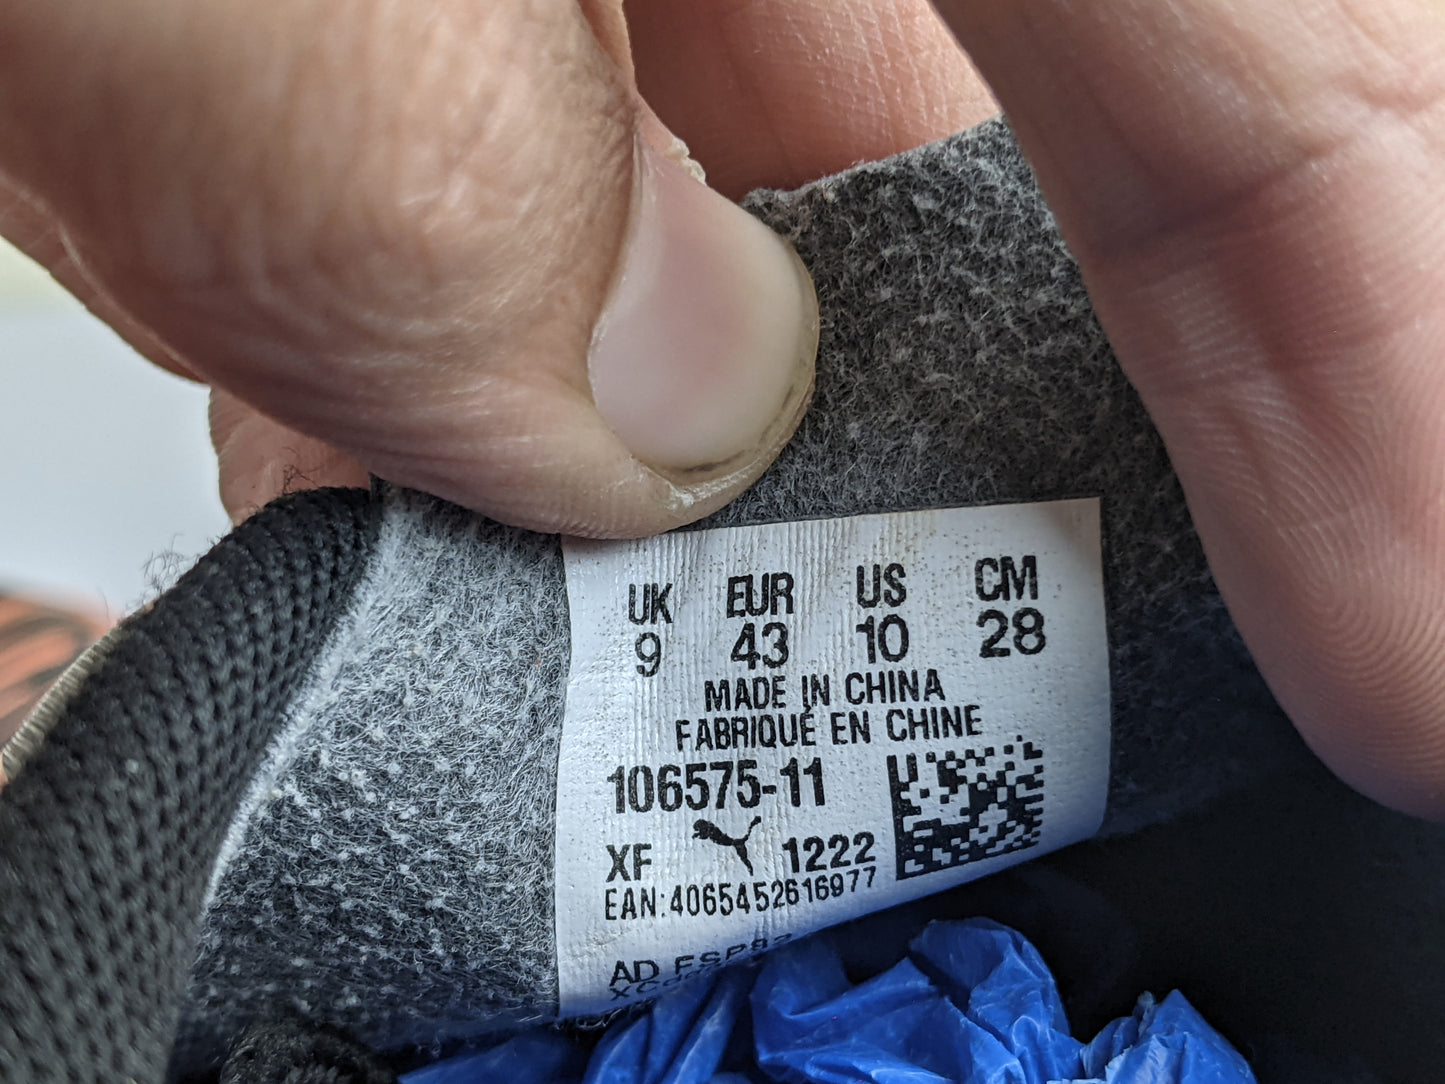 UK EUR US CM
9 43 10 28
MADE IN CHINA
FABRIQUÉ EN CHINE
106575-11
XF 1222
EAN:4065452616977
AD